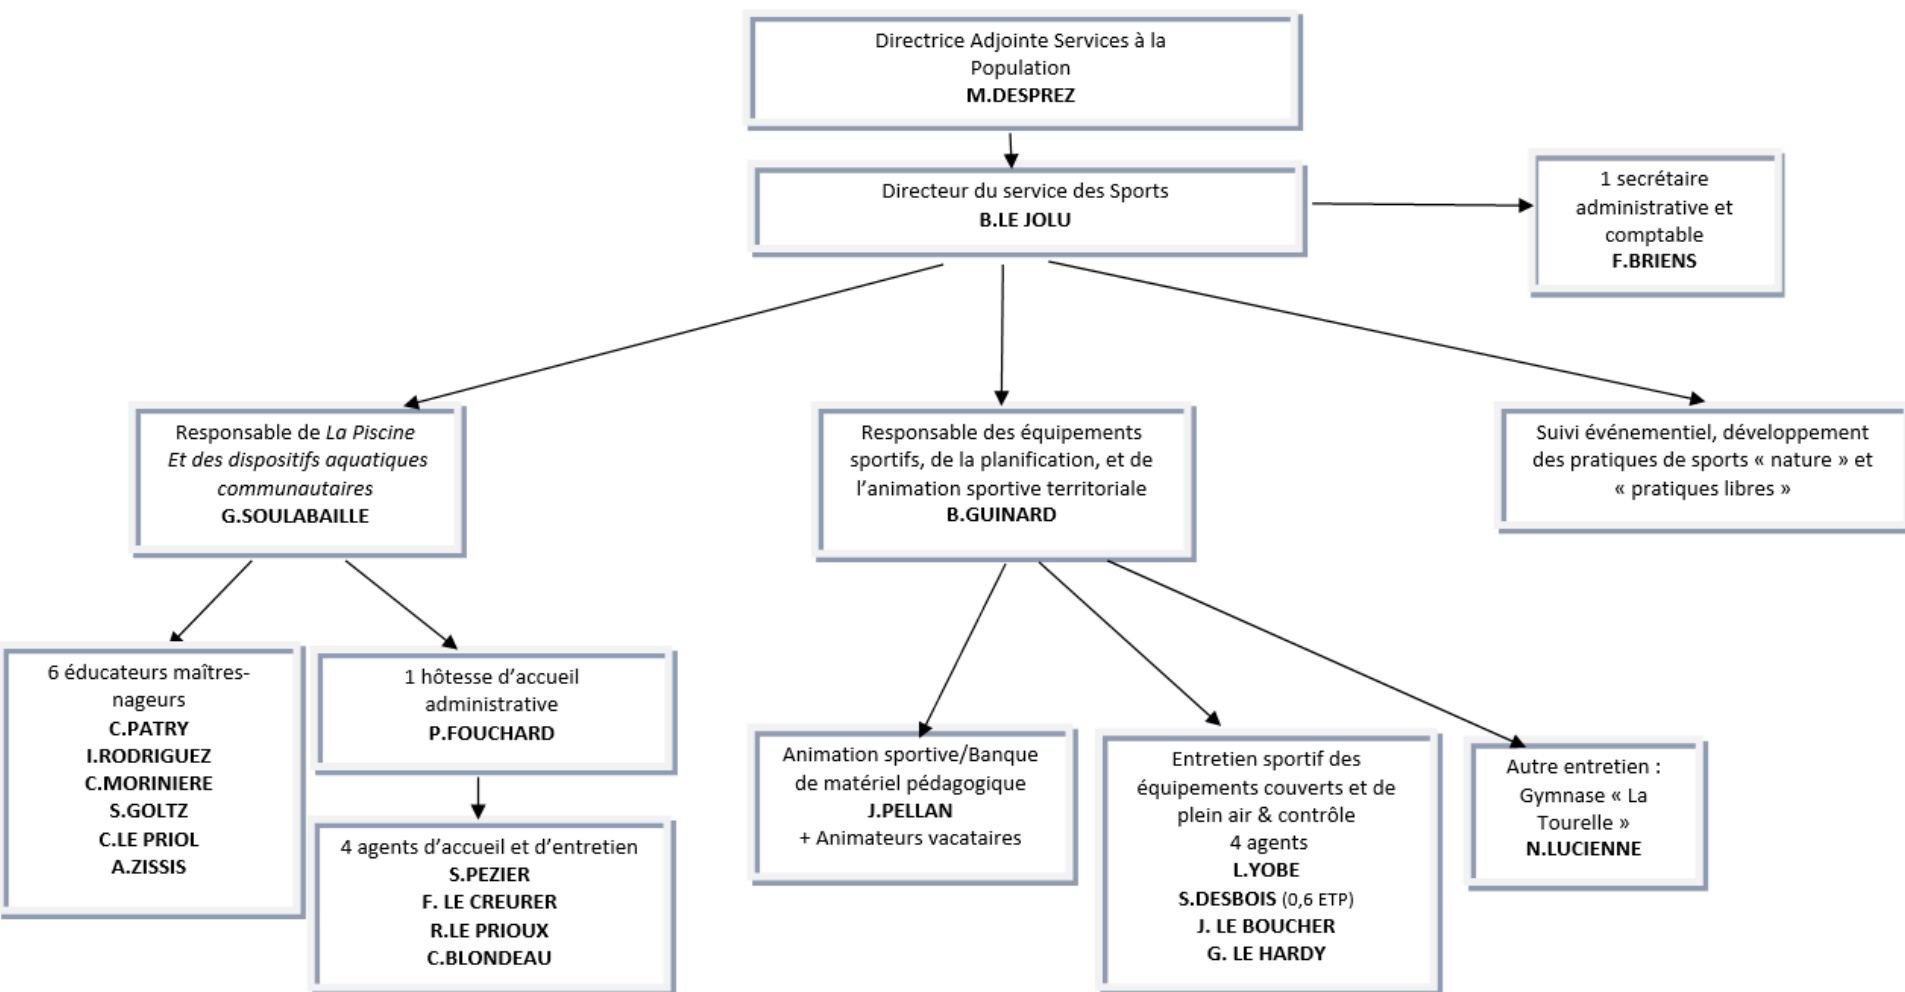 Directrice Adjointe Services à la
Population
M.DESPREZ
Directeur du service des Sports
B.LE JOLU
1 secrétaire
administrative et
comptable
F.BRIENS
Responsable de La Piscine
Et des dispositifs aquatiques
communautaires
G.SOULABAILLE
Responsable des équipements
sportifs, de la planification, et de
l’animation sportive territoriale
B.GUINARD
Suivi événementiel, développement
des pratiques de sports « nature » et
« pratiques libres »
6 éducateurs maîtres-
nageurs
C.PATRY
I.RODRIGUEZ
C.MORINIERE
S.GOLTZ
C.LE PRIOL
A.ZISSIS
1 hôtesse d’accueil
administrative
P.FOUCHARD
4 agents d’accueil et d’entretien
S.PEZIER
F. LE CREURER
R.LE PRIOUX
C.BLONDEAU
Animation sportive/Banque
de matériel pédagogique
J.PELLAN
+ Animateurs vacataires
Entretien sportif des
équipements couverts et de
plein air & contrôle
4 agents
L.YOBE
S.DESBOIS (0,6 ETP)
J. LE BOUCHER
G. LE HARDY
Autre entretien :
Gymnase « La
Tourelle »
N.LUCIENNE